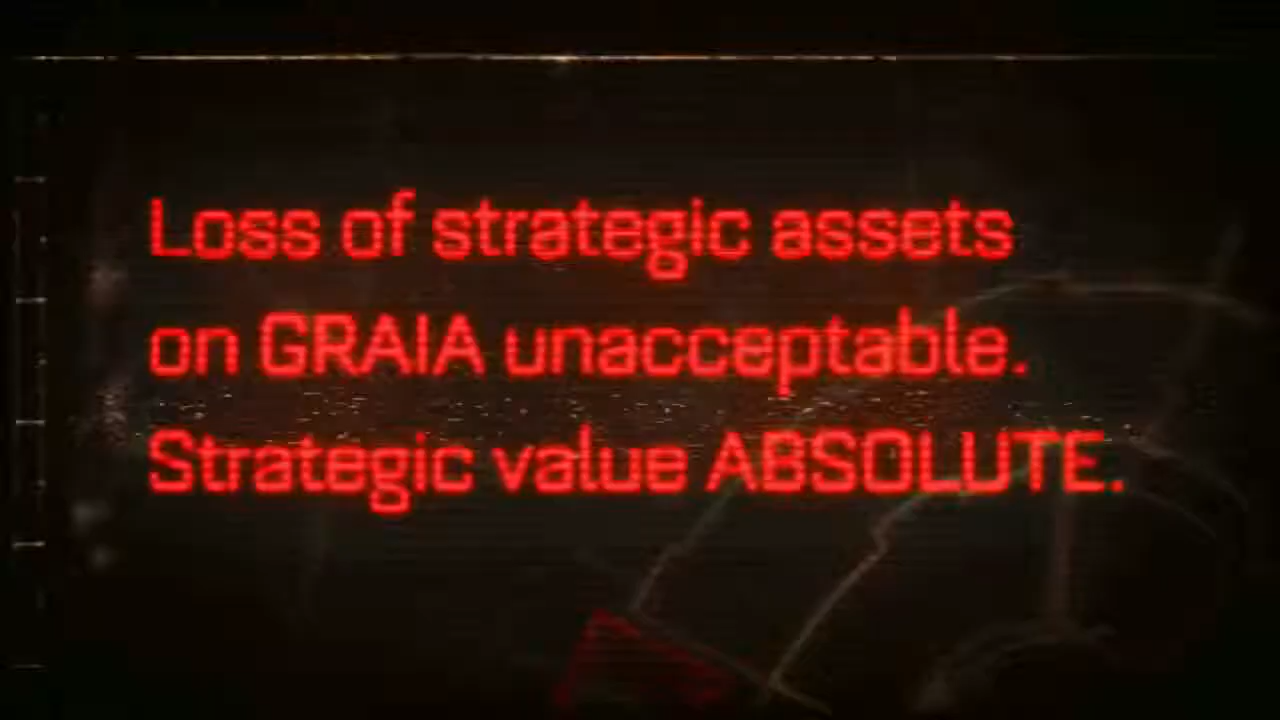 Loss of strategic assets
on GRAIA unacceptable.
Strategic value ABSOLUTE.